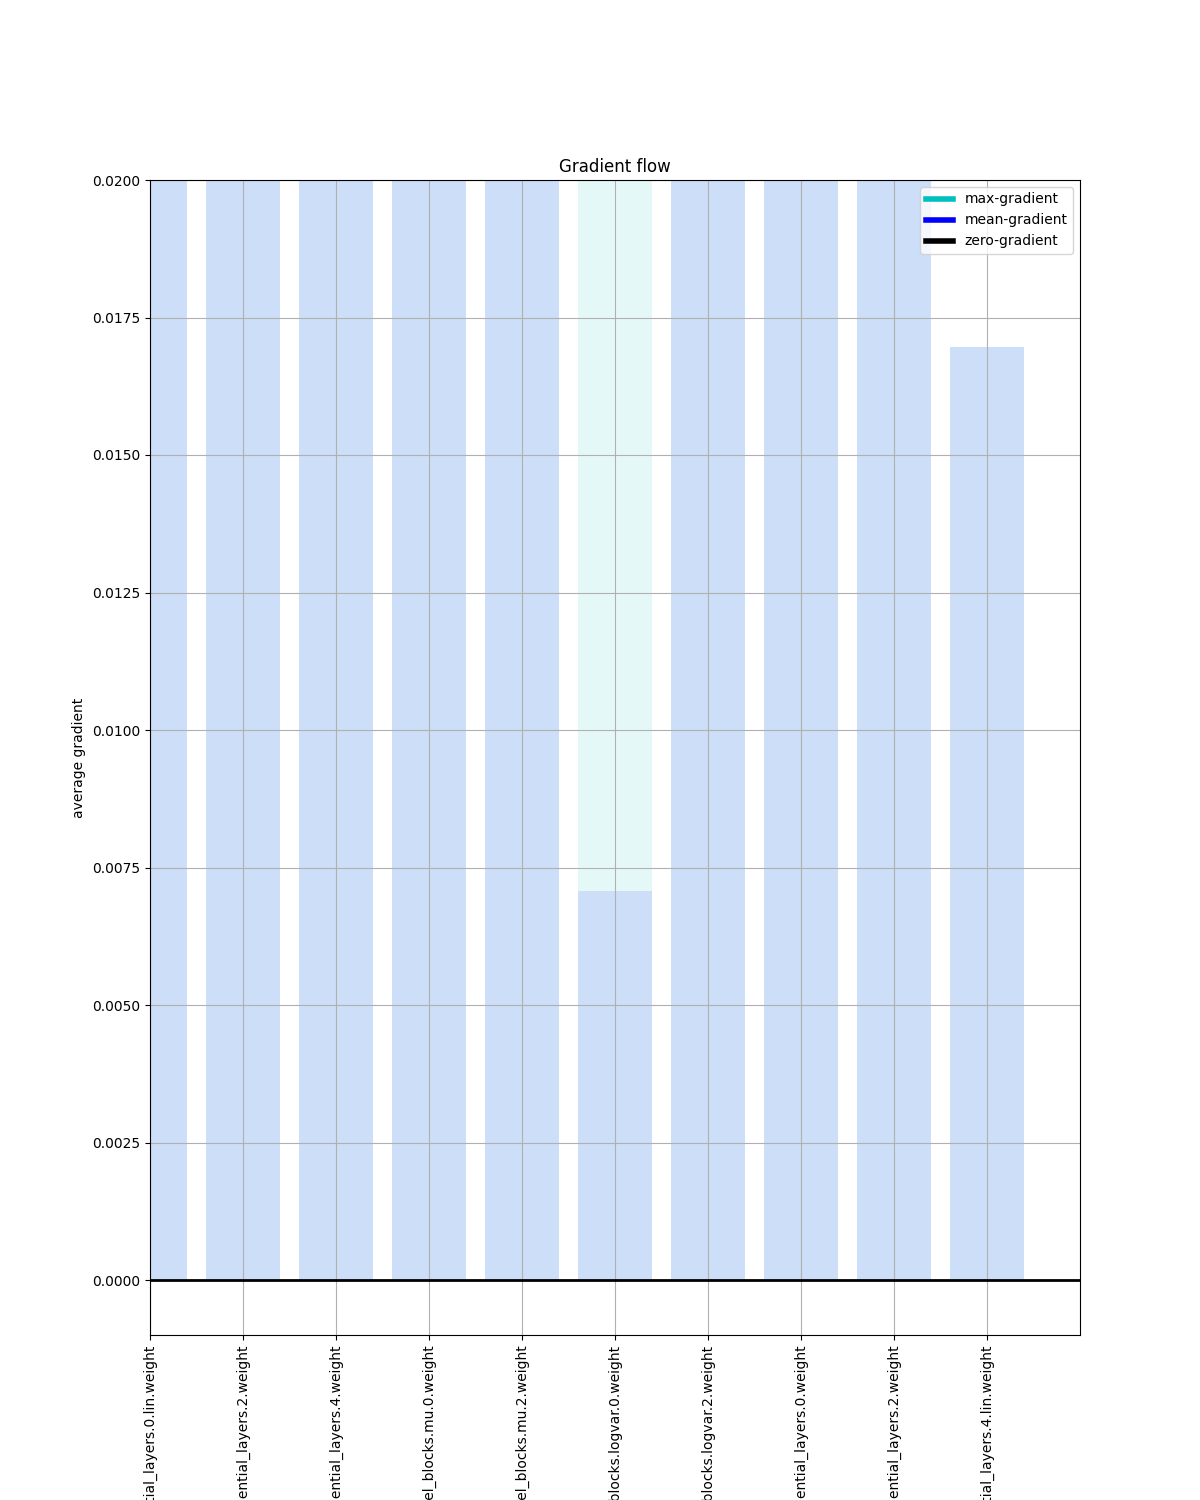 Gradient flow
max-gradient
mean-gradient
zero-gradient
0.0200
0.0175
0.0150
0.0125
0.0100
0.0075
0.0050
0.0025
0.0000
average gradient
tial_layers.0.lin.weight
ential_layers.2.weight
ential_layers.4.weight
el_blocks.mu.0.weight
el_blocks.mu.2.weight
blocks.logvar.0.weight
blocks.logvar.2.weight
ential_layers.0.weight
ential_layers.2.weight
tial_layers.4.lin.weight